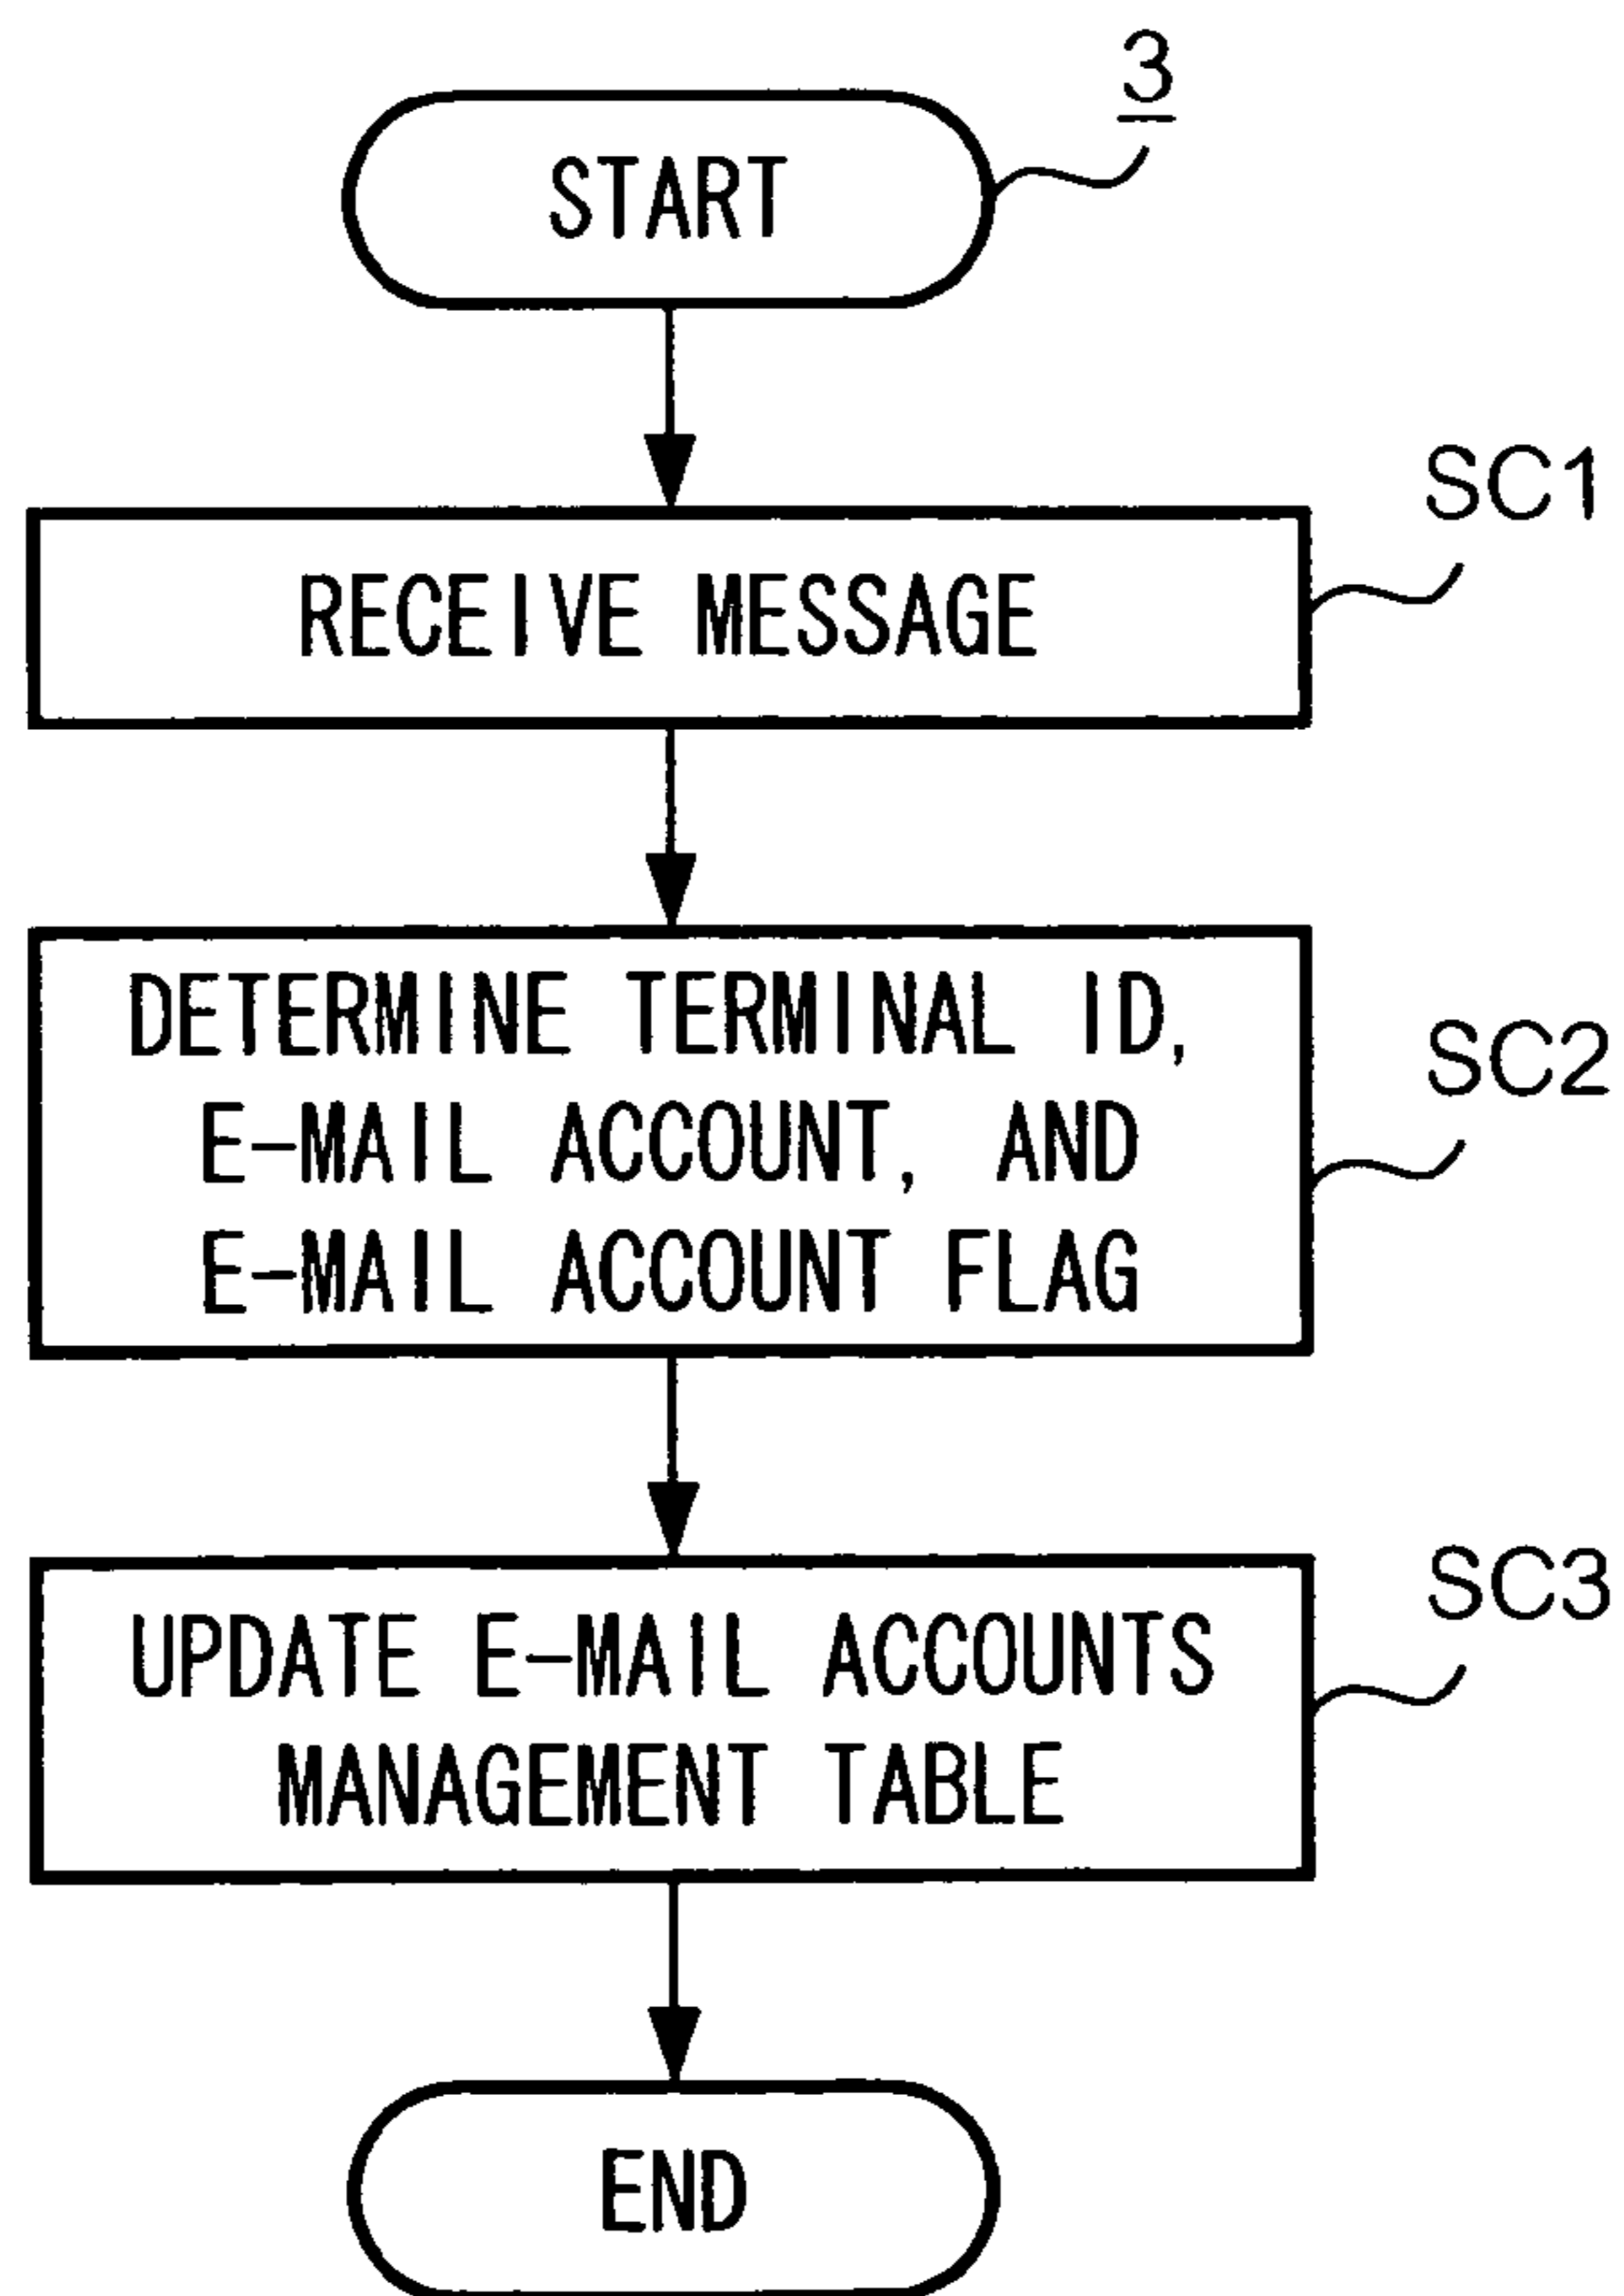 3
START
SC1
RECEIVE MESSAGE
SC2
DETERMINE TERMINAL ID,
E-MAIL ACCOUNT, AND
E-MAIL ACCOUNT FLAG
SC3
UPDATE E-MAIL ACCOUNTS
MANAGEMENT TABLE
END